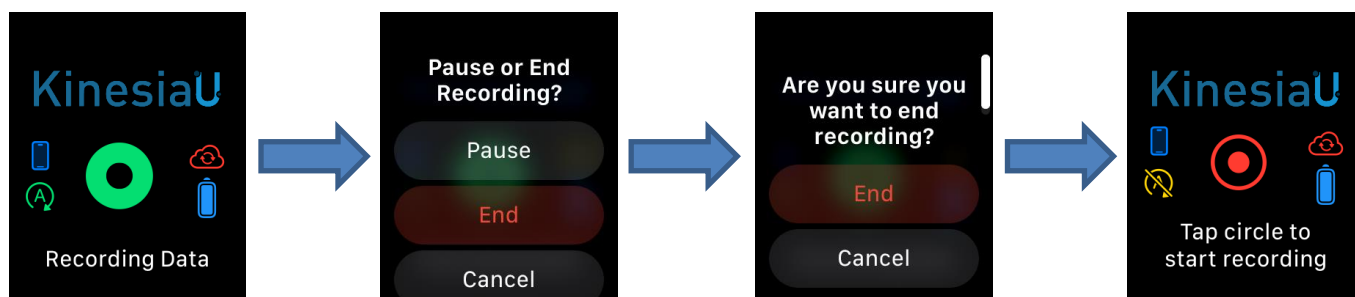 KinesiaU
A
Recording Data
Pause or End
Recording?
Pause
End
Cancel
Are you sure you
want to end
recording?
End
Cancel
KinesiaU
A
Tap circle to
start recording